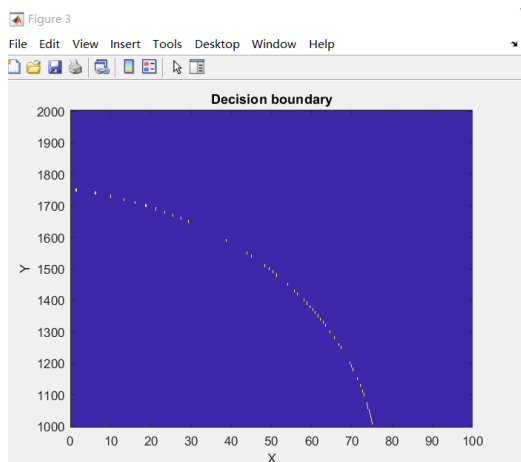 Figure 3
File Edit View Insert Tools Desktop Window Help
Decision boundary
2000
1900
1800
1700
1600
1500
1400
1300
1200
1100
1000
Y
0 10 20 30 40 50 60 70 80 90 100
X